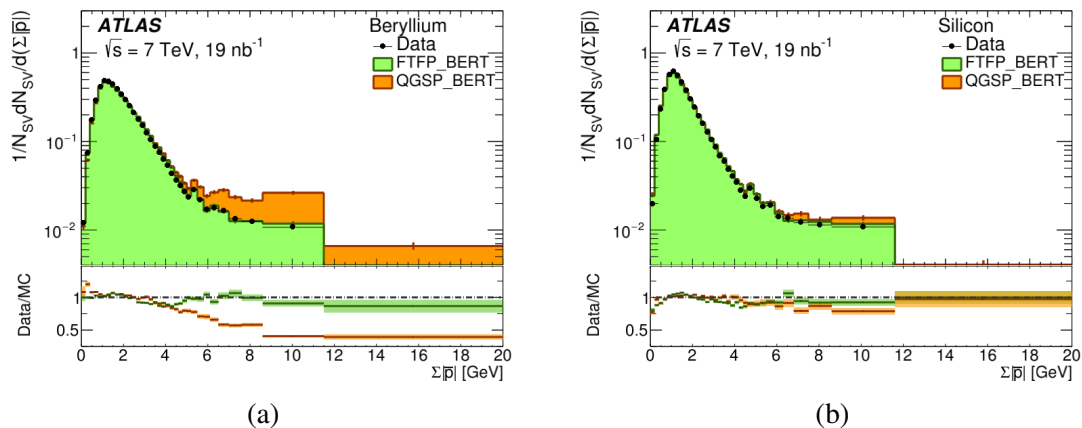 ATLAS
√s = 7 TeV, 19 nb⁻¹
Beryllium
Data
FTFP_BERT
QGSP_BERT
1/N_SV dN_SV/d(Σ|p̄|)
1
10⁻¹
10⁻²
Data/MC
1
0.5
0 2 4 6 8 10 12 14 16 18 20
Σ|p̄| [GeV]
(a)
ATLAS
√s = 7 TeV, 19 nb⁻¹
Silicon
Data
FTFP_BERT
QGSP_BERT
1/N_SV dN_SV/d(Σ|p̄|)
1
10⁻¹
10⁻²
Data/MC
1
0.5
0 2 4 6 8 10 12 14 16 18 20
Σ|p̄| [GeV]
(b)